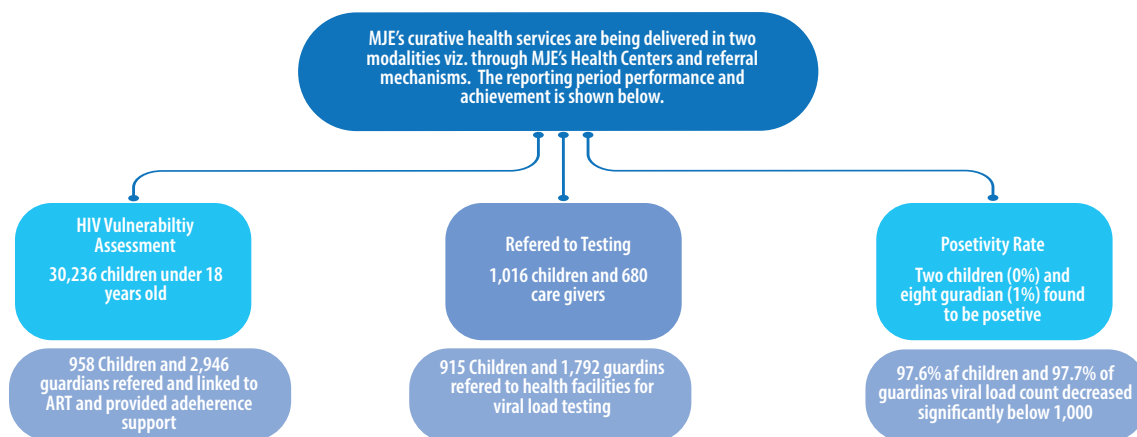 MJE's curative health services are being delivered in two
modalities viz. through MJE's Health Centers and referral
mechanisms. The reporting period performance and
achievement is shown below.
HIV Vulnerabiltiy
Assessment
30,236 children under 18
years old
Refered to Testing
1,016 children and 680
care givers
Posetivity Rate
Two children (0%) and
eight guradian (1%) found
to be posetive
958 Children and 2,946
guardians refered and linked to
ART and provided adeherence
support
915 Children and 1,792 guardins
refered to health facilities for
viral load testing
97.6% af children and 97.7% of
guardinas viral load count decreased
significantly below 1,000